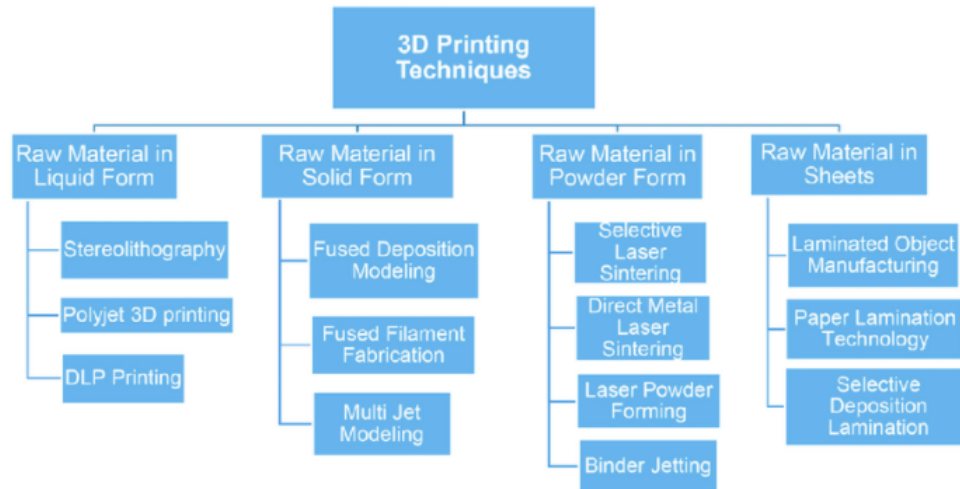 3D Printing
Techniques
Raw Material in
Liquid Form
Stereolithography
Polyjet 3D printing
DLP Printing
Raw Material in
Solid Form
Fused Deposition
Modeling
Fused Filament
Fabrication
Multi Jet
Modeling
Raw Material in
Powder Form
Selective
Laser
Sintering
Direct Metal
Laser
Sintering
Laser Powder
Forming
Binder Jetting
Raw Material in
Sheets
Laminated Object
Manufacturing
Paper Lamination
Technology
Selective
Deposition
Lamination